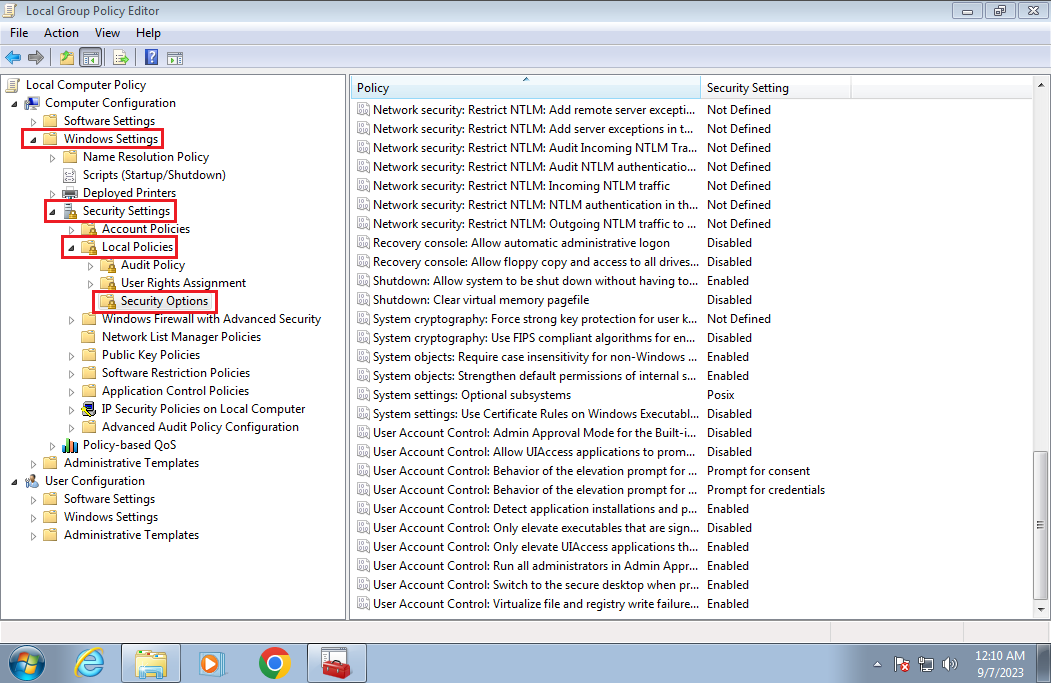 Local Group Policy Editor
File Action View Help
Local Computer Policy
Computer Configuration
Software Settings
Windows Settings
Name Resolution Policy
Scripts (Startup/Shutdown)
Deployed Printers
Security Settings
Account Policies
Local Policies
Audit Policy
User Rights Assignment
Security Options
Windows Firewall with Advanced Security
Network List Manager Policies
Public Key Policies
Software Restriction Policies
Application Control Policies
IP Security Policies on Local Computer
Advanced Audit Policy Configuration
Policy-based QoS
Administrative Templates
User Configuration
Software Settings
Windows Settings
Administrative Templates
Policy Security Setting
Network security: Restrict NTLM: Add remote server excepti... Not Defined
Network security: Restrict NTLM: Add server exceptions in t... Not Defined
Network security: Restrict NTLM: Audit Incoming NTLM Tra... Not Defined
Network security: Restrict NTLM: Audit NTLM authenticatio... Not Defined
Network security: Restrict NTLM: Incoming NTLM traffic Not Defined
Network security: Restrict NTLM: NTLM authentication in th... Not Defined
Network security: Restrict NTLM: Outgoing NTLM traffic to ... Not Defined
Recovery console: Allow automatic administrative logon Disabled
Recovery console: Allow floppy copy and access to all drives... Disabled
Shutdown: Allow system to be shut down without having to... Enabled
Shutdown: Clear virtual memory pagefile Disabled
System cryptography: Force strong key protection for user k... Not Defined
System cryptography: Use FIPS compliant algorithms for en... Disabled
System objects: Require case insensitivity for non-Windows ... Enabled
System objects: Strengthen default permissions of internal s... Enabled
System settings: Optional subsystems Posix
System settings: Use Certificate Rules on Windows Executabl... Disabled
User Account Control: Admin Approval Mode for the Built-i... Disabled
User Account Control: Allow UIAccess applications to prom... Disabled
User Account Control: Behavior of the elevation prompt for ... Prompt for consent
User Account Control: Behavior of the elevation prompt for ... Prompt for credentials
User Account Control: Detect application installations and p... Enabled
User Account Control: Only elevate executables that are sign... Disabled
User Account Control: Only elevate UIAccess applications th... Enabled
User Account Control: Run all administrators in Admin Appr... Enabled
User Account Control: Switch to the secure desktop when pr... Enabled
User Account Control: Virtualize file and registry write failure... Enabled
12:10 AM
9/7/2023